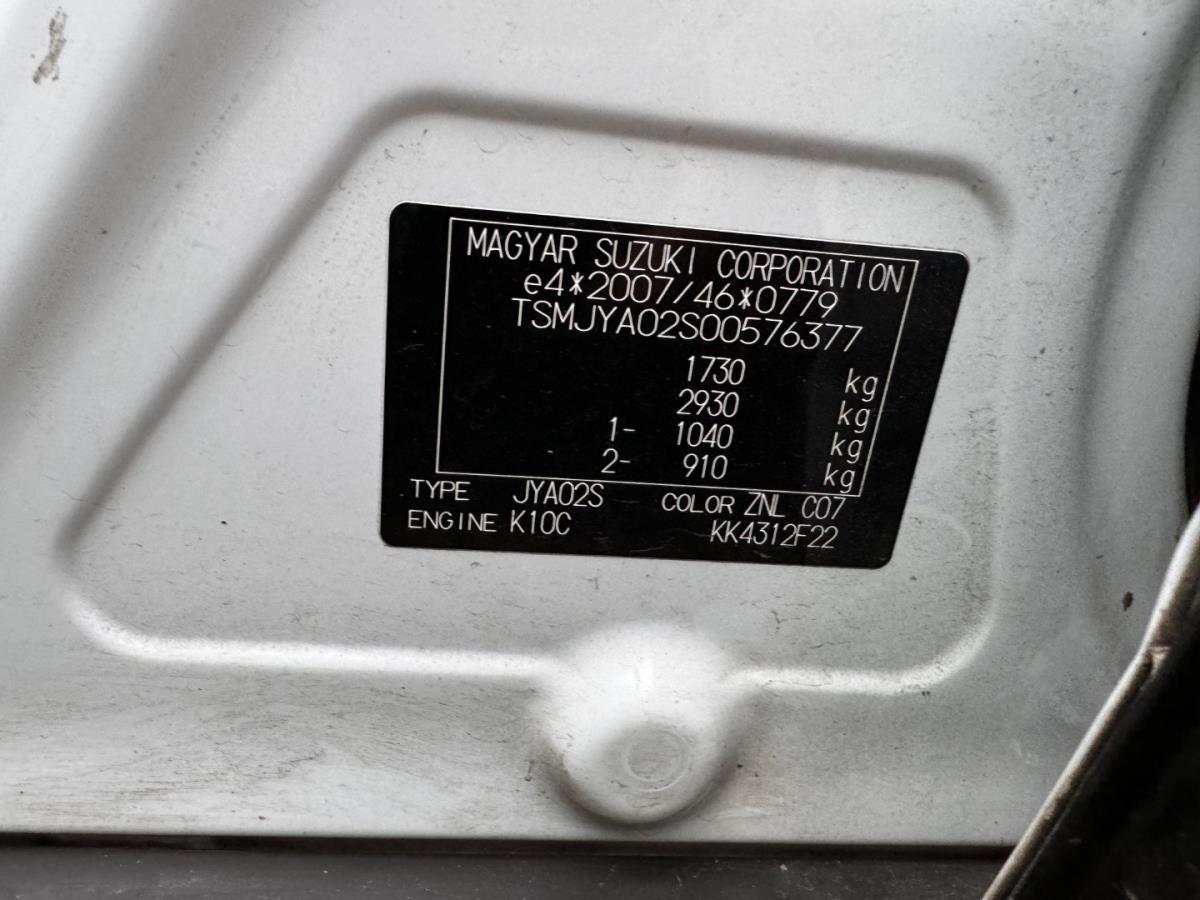 MAGYAR SUZUKI CORPORATION
e4*2007/46*0779
TSMJYA02S00576377
1730 kg
2930 kg
1- 1040 kg
2- 910 kg
TYPE JYA02S COLOR ZNL C07
ENGINE K10C KK4312F22